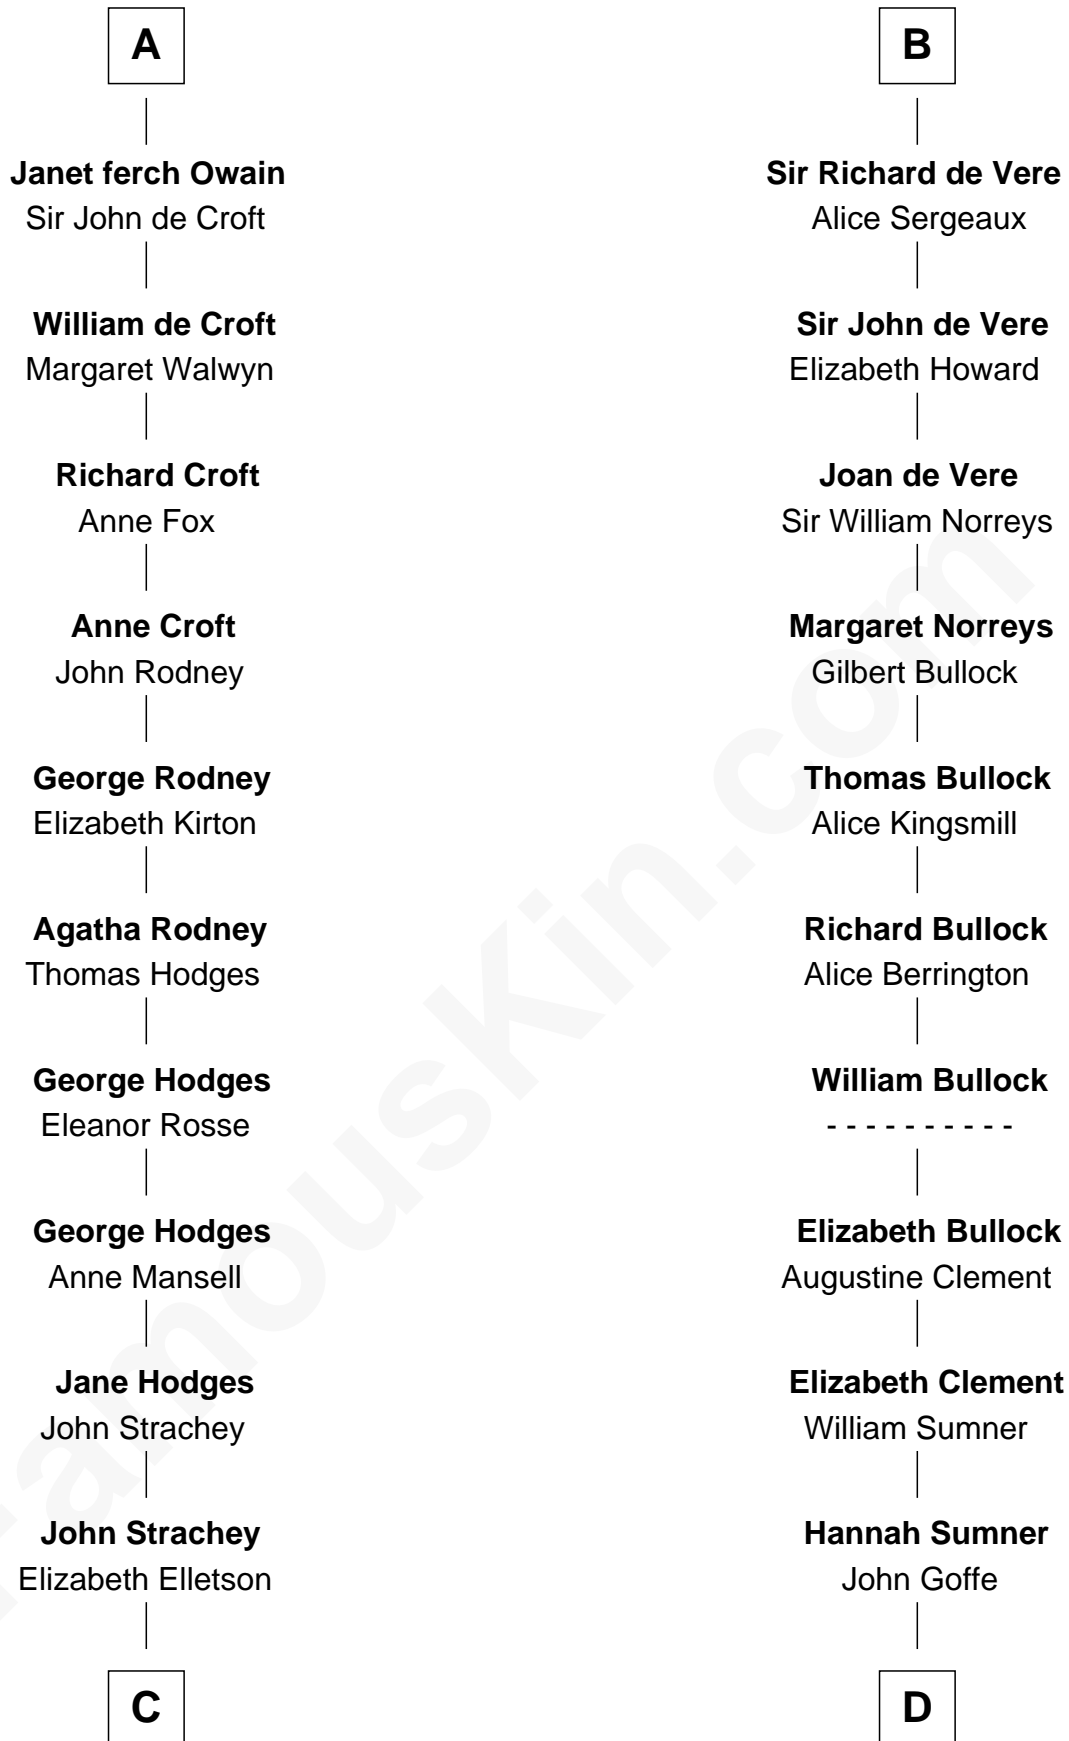 A
Janet ferch Owain
Sir John de Croft
William de Croft
Margaret Walwyn
Richard Croft
Anne Fox
Anne Croft
John Rodney
George Rodney
Elizabeth Kirton
Agatha Rodney
Thomas Hodges
George Hodges
Eleanor Rosse
George Hodges
Anne Mansell
Jane Hodges
John Strachey
John Strachey
Elizabeth Elletson
C
B
Sir Richard de Vere
Alice Sergeaux
Sir John de Vere
Elizabeth Howard
Joan de Vere
Sir William Norreys
Margaret Norreys
Gilbert Bullock
Thomas Bullock
Alice Kingsmill
Richard Bullock
Alice Berrington
William Bullock
- - - - - - - - - -
Elizabeth Bullock
Augustine Clement
Elizabeth Clement
William Sumner
Hannah Sumner
John Goffe
D
FamousKin.com